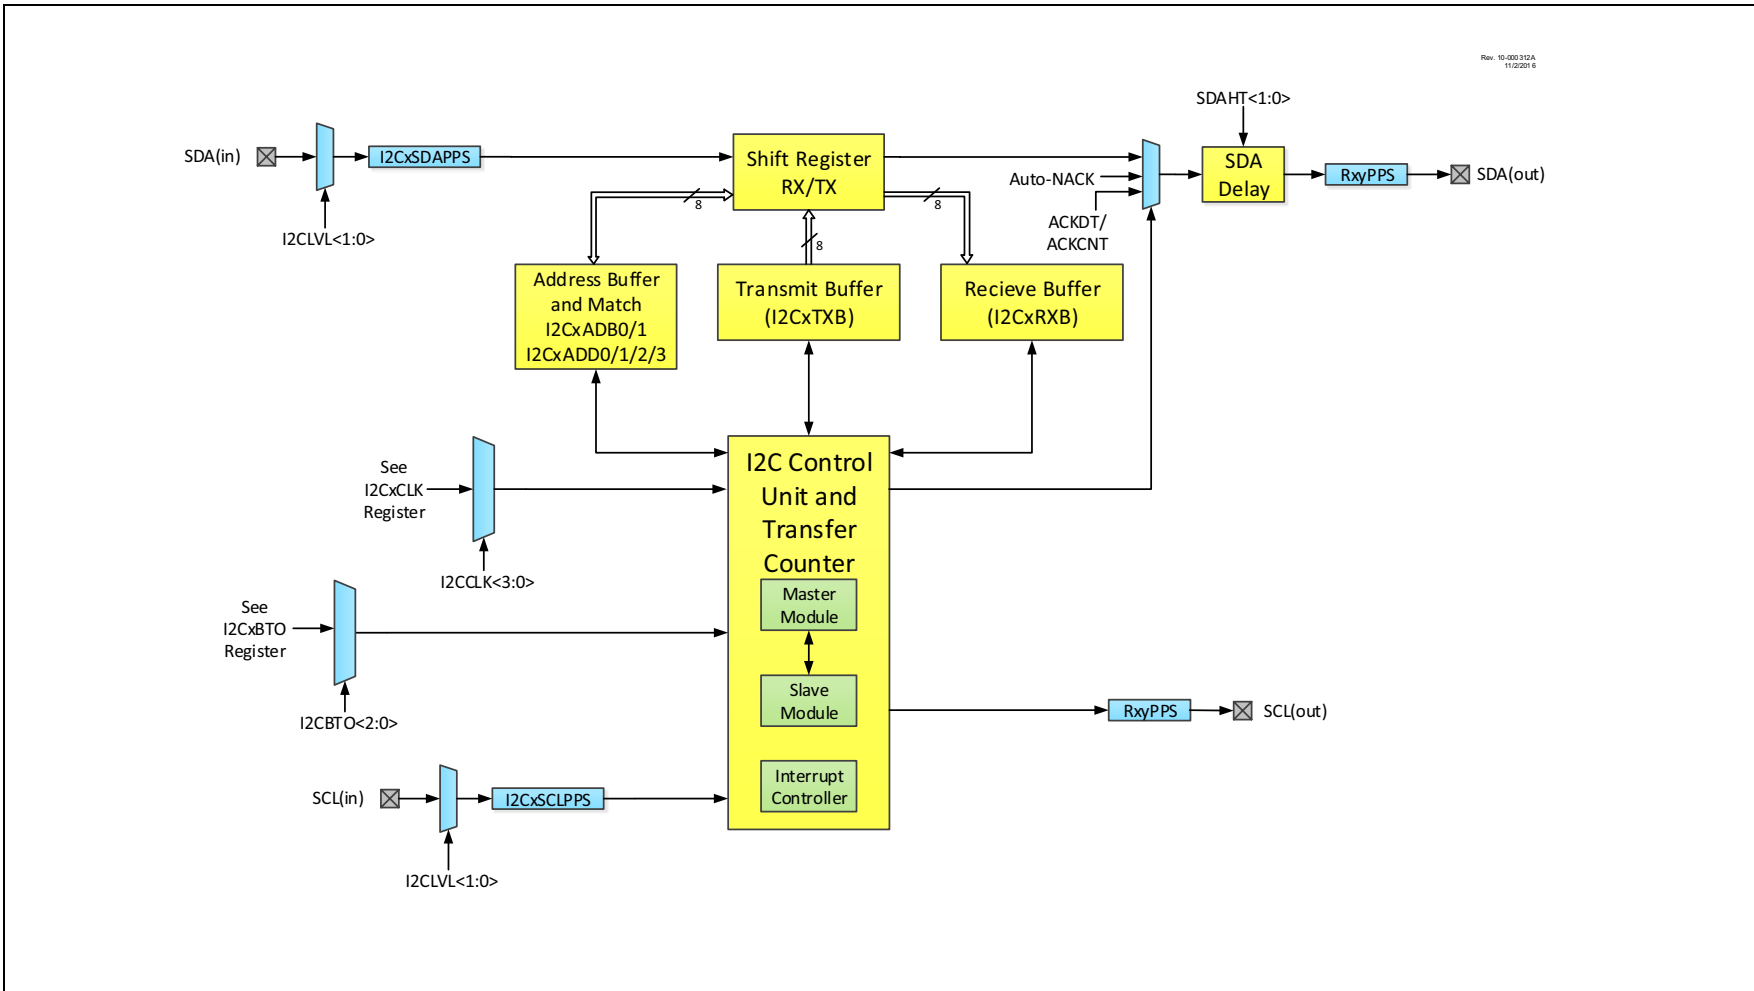 Rev. 10-000312A
11/2/2016
SDAHT<1:0>
SDA(in)
I2CxSDAPPS
Shift Register
RX/TX
Auto-NACK
SDA
Delay
RxyPPS
SDA(out)
8
8
ACKDT/
ACKCNT
I2CLVL<1:0>
8
Address Buffer
and Match
I2CxADB0/1
I2CxADD0/1/2/3
Transmit Buffer
(I2CxTXB)
Recieve Buffer
(I2CxRXB)
See
I2CxCLK
Register
I2C Control
Unit and
Transfer
Counter
I2CCLK<3:0>
Master
Module
See
I2CxBTO
Register
Slave
Module
I2CBTO<2:0>
RxyPPS
SCL(out)
Interrupt
Controller
SCL(in)
I2CxSCLPPS
I2CLVL<1:0>